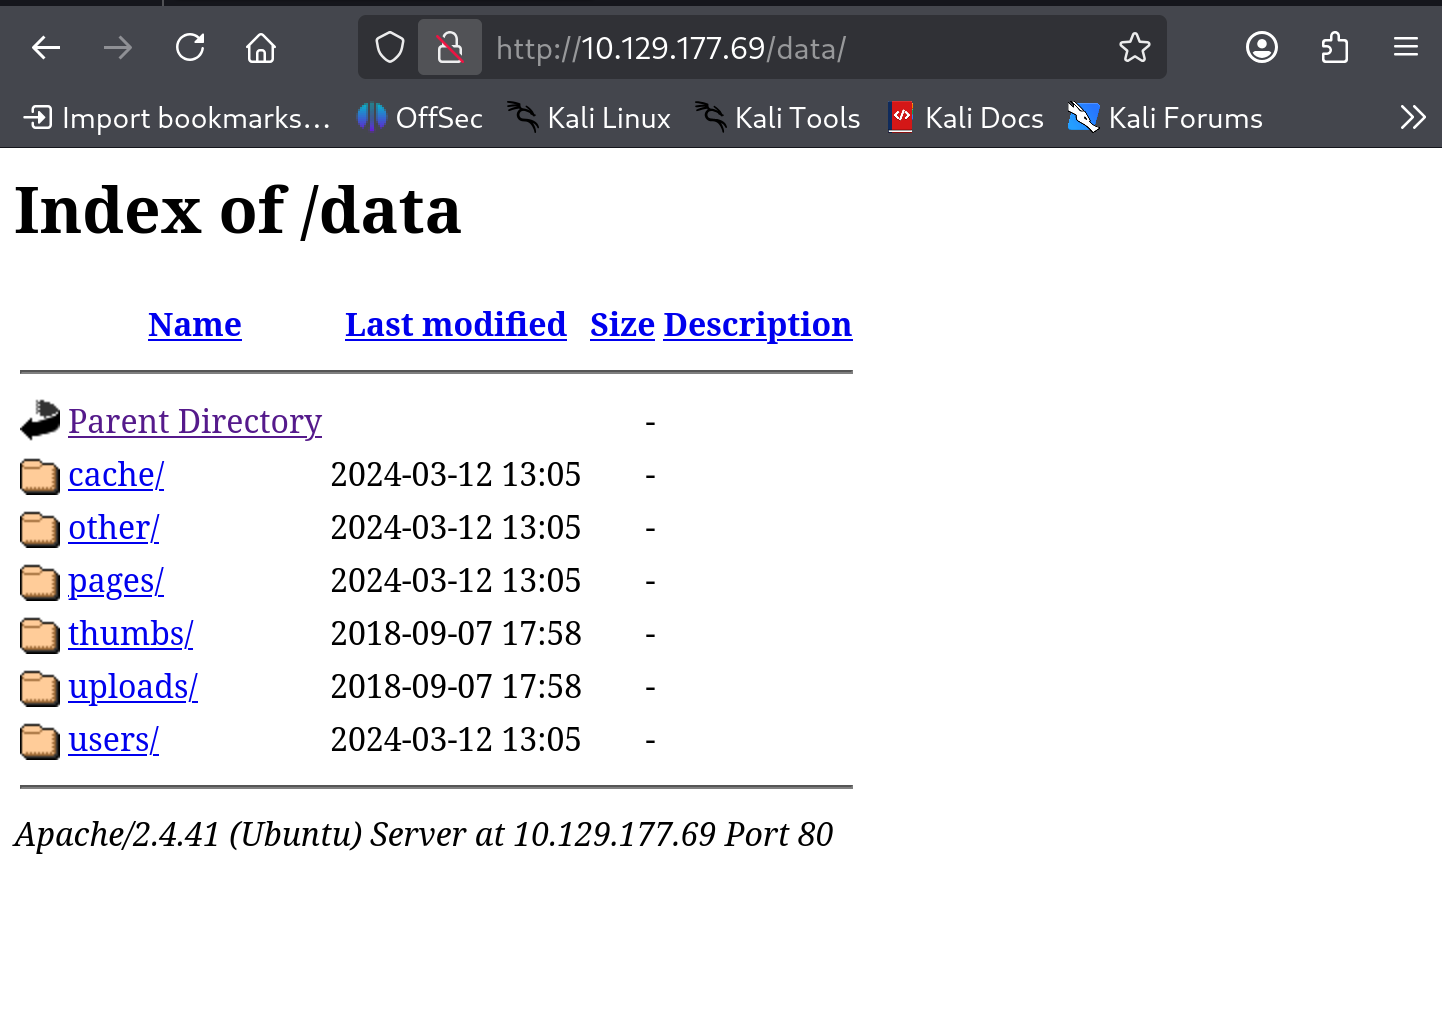 http://10.129.177.69/data/
Import bookmarks... OffSec Kali Linux Kali Tools Kali Docs Kali Forums
Index of /data
Name Last modified Size Description
Parent Directory -
cache/ 2024-03-12 13:05 -
other/ 2024-03-12 13:05 -
pages/ 2024-03-12 13:05 -
thumbs/ 2018-09-07 17:58 -
uploads/ 2018-09-07 17:58 -
users/ 2024-03-12 13:05 -
Apache/2.4.41 (Ubuntu) Server at 10.129.177.69 Port 80